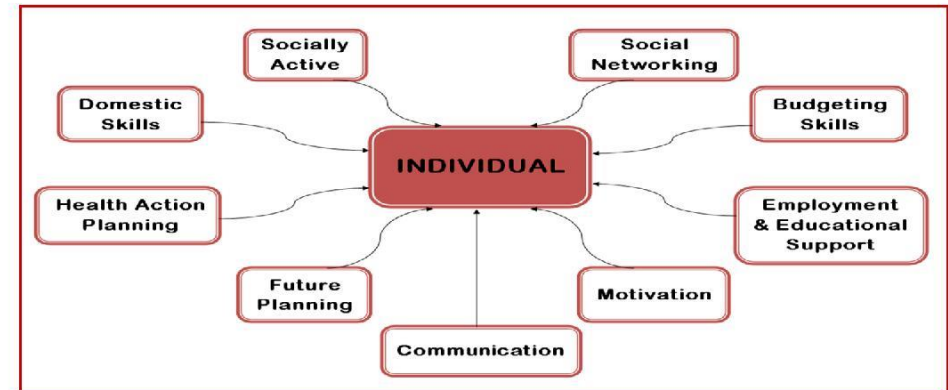 Socially
Active
Social
Networking
Domestic
Skills
Budgeting
Skills
INDIVIDUAL
Health Action
Planning
Employment
& Educational
Support
Future
Planning
Motivation
Communication